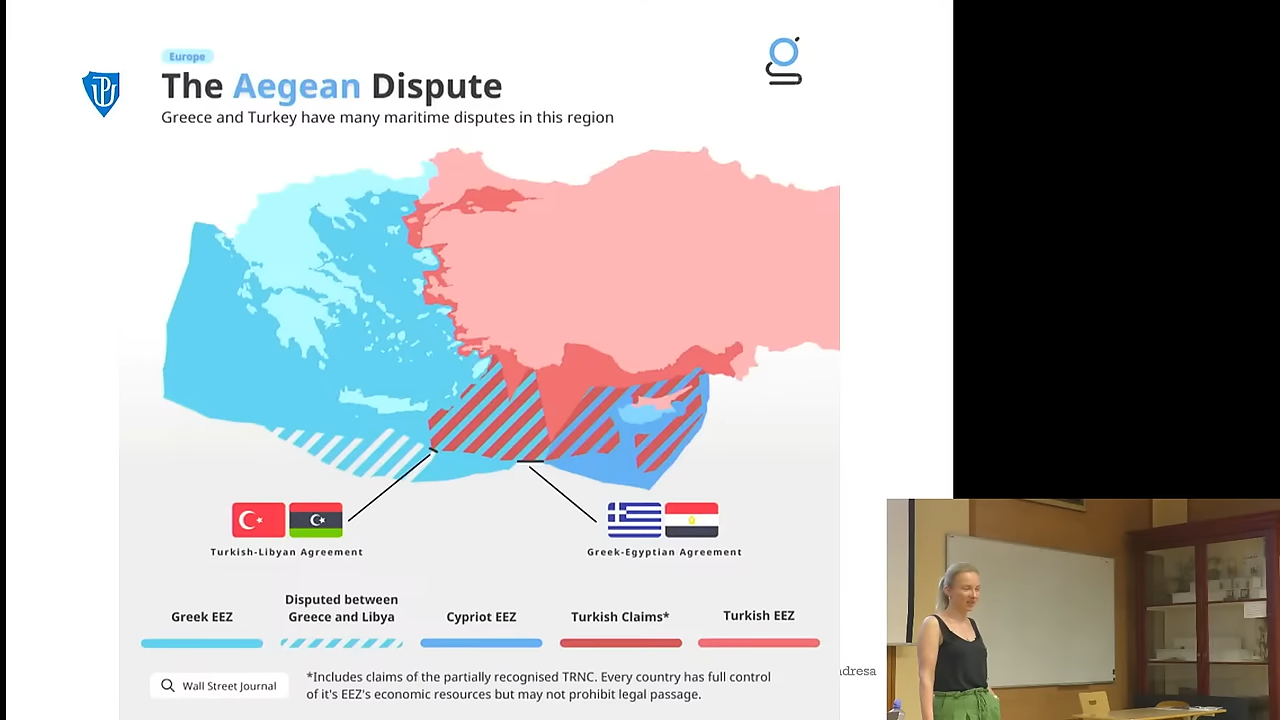 Europe
The Aegean Dispute
Greece and Turkey have many maritime disputes in this region
Turkish-Libyan Agreement
Greek-Egyptian Agreement
Greek EEZ
Disputed between
Greece and Libya
Cypriot EEZ
Turkish Claims*
Turkish EEZ
Wall Street Journal
*Includes claims of the partially recognised TRNC. Every country has full control
of it's EEZ's economic resources but may not prohibit legal passage.
dresa